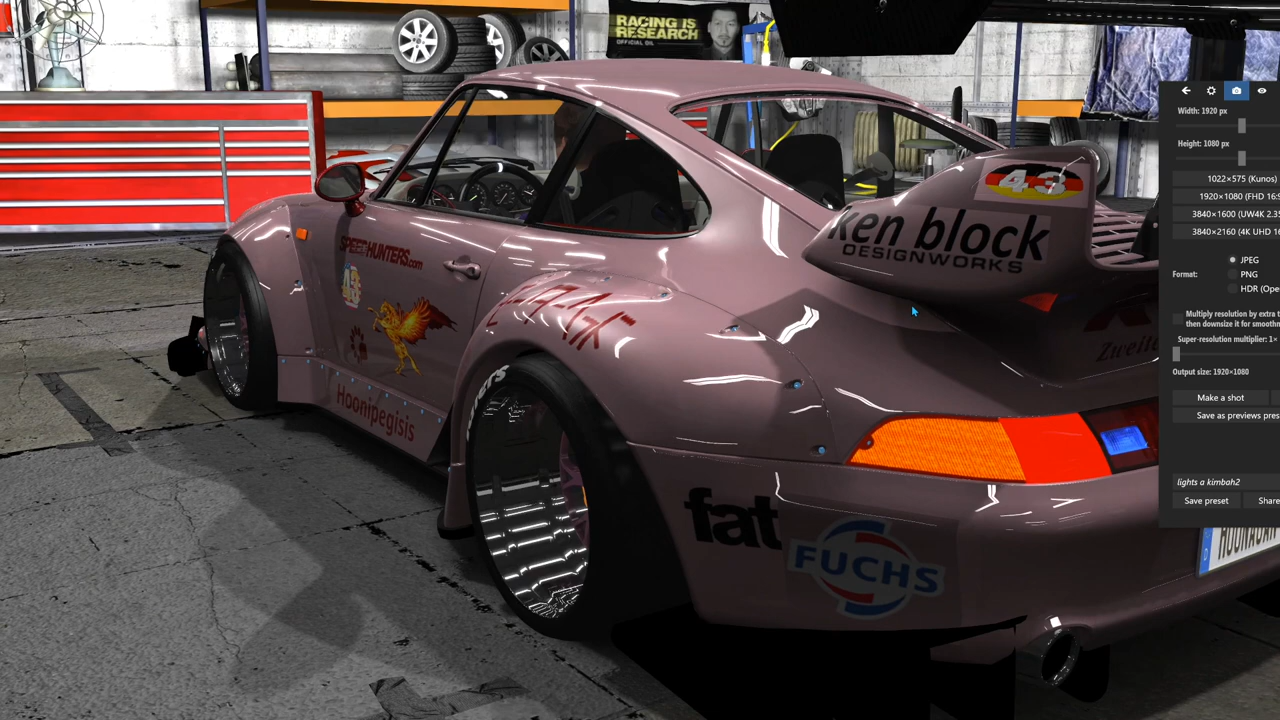 RACING IS
RESEARCH
OFFICIAL OIL
43
ken block
DESIGNWORKS
SPEEDHUNTERS.com
43
Hoonipegisis
fat
FUCHS
HOONIGAN
Width: 1920 px
Height: 1080 px
1022×575 (Kunos)
1920×1080 (FHD 16:
3840×1600 (UW4K 2.3
3840×2160 (4K UHD 16
Format:
JPEG
PNG
HDR (Ope
Multiply resolution by extra t
then downsize it for smooth
Super-resolution multiplier: 1×
Output size: 1920×1080
Make a shot
Save as previews pres
lights a kimbah2
Save preset
Share